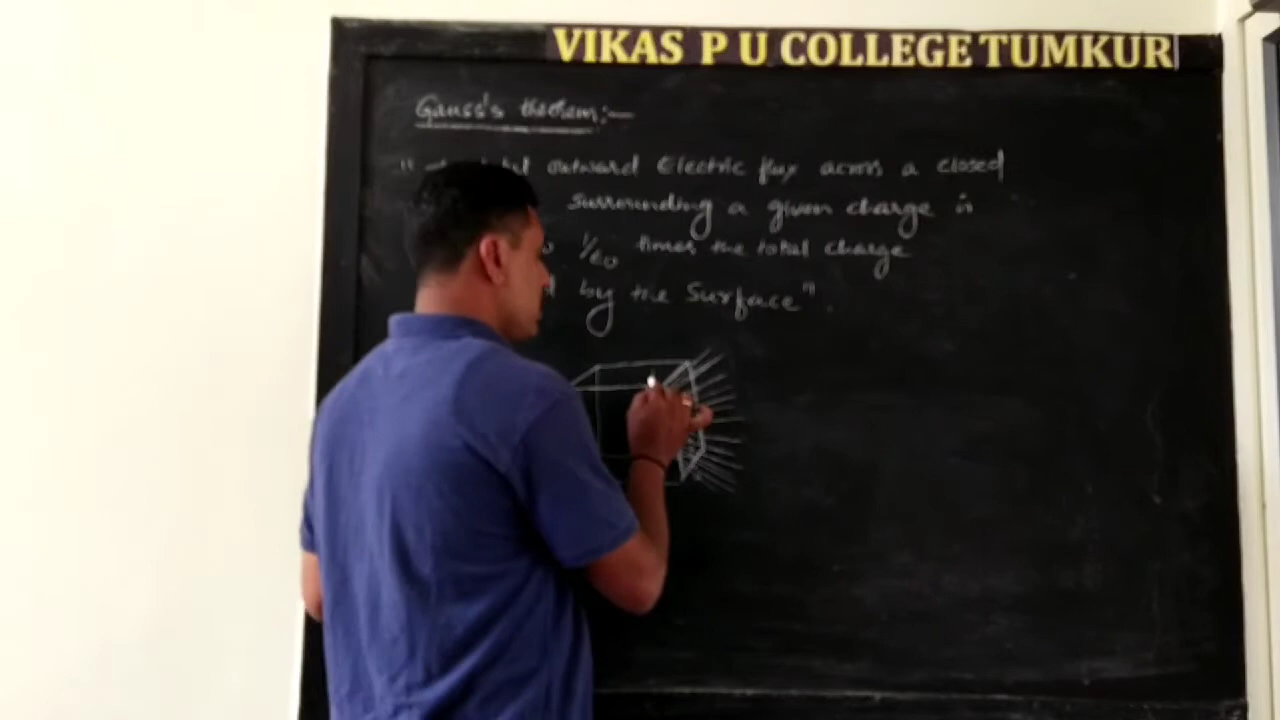 VIKAS P U COLLEGE TUMKUR
Gauss's theorem:-
" outward Electric flux across a closed
surrounding a given charge is
1/ε0 times the total charge
by the surface".